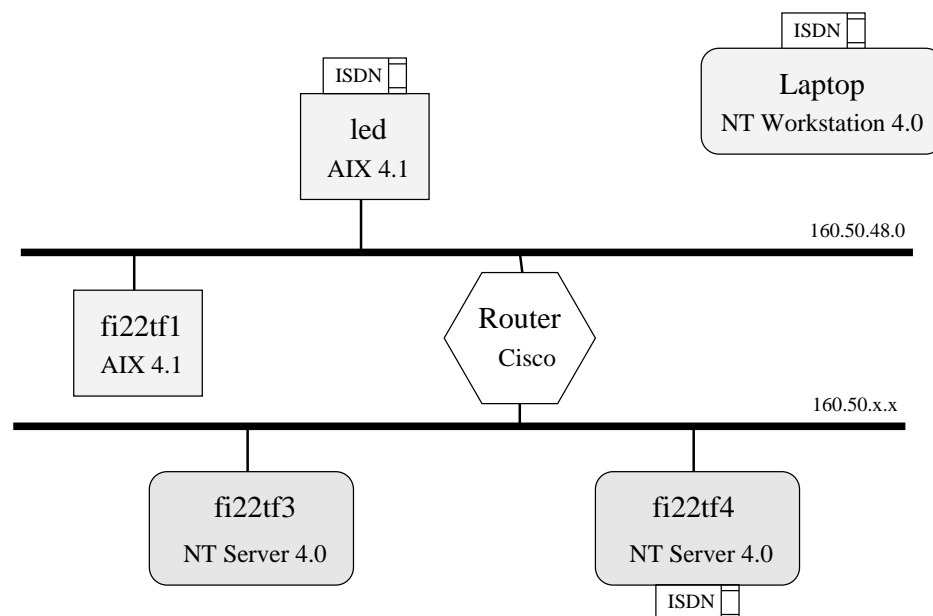 ISDN
Laptop
NT Workstation 4.0
ISDN
led
AIX 4.1
160.50.48.0
fi22tf1
AIX 4.1
Router
Cisco
160.50.x.x
fi22tf3
NT Server 4.0
fi22tf4
NT Server 4.0
ISDN